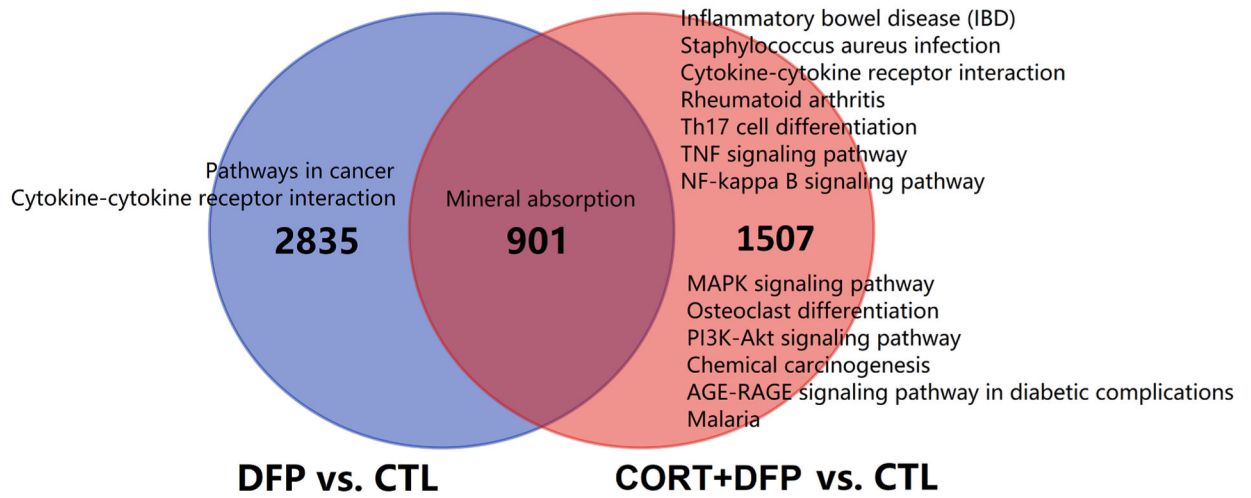 Pathways in cancer
Cytokine-cytokine receptor interaction
2835
Mineral absorption
901
Inflammatory bowel disease (IBD)
Staphylococcus aureus infection
Cytokine-cytokine receptor interaction
Rheumatoid arthritis
Th17 cell differentiation
TNF signaling pathway
NF-kappa B signaling pathway
1507
MAPK signaling pathway
Osteoclast differentiation
PI3K-Akt signaling pathway
Chemical carcinogenesis
AGE-RAGE signaling pathway in diabetic complications
Malaria
DFP vs. CTL
CORT+DFP vs. CTL